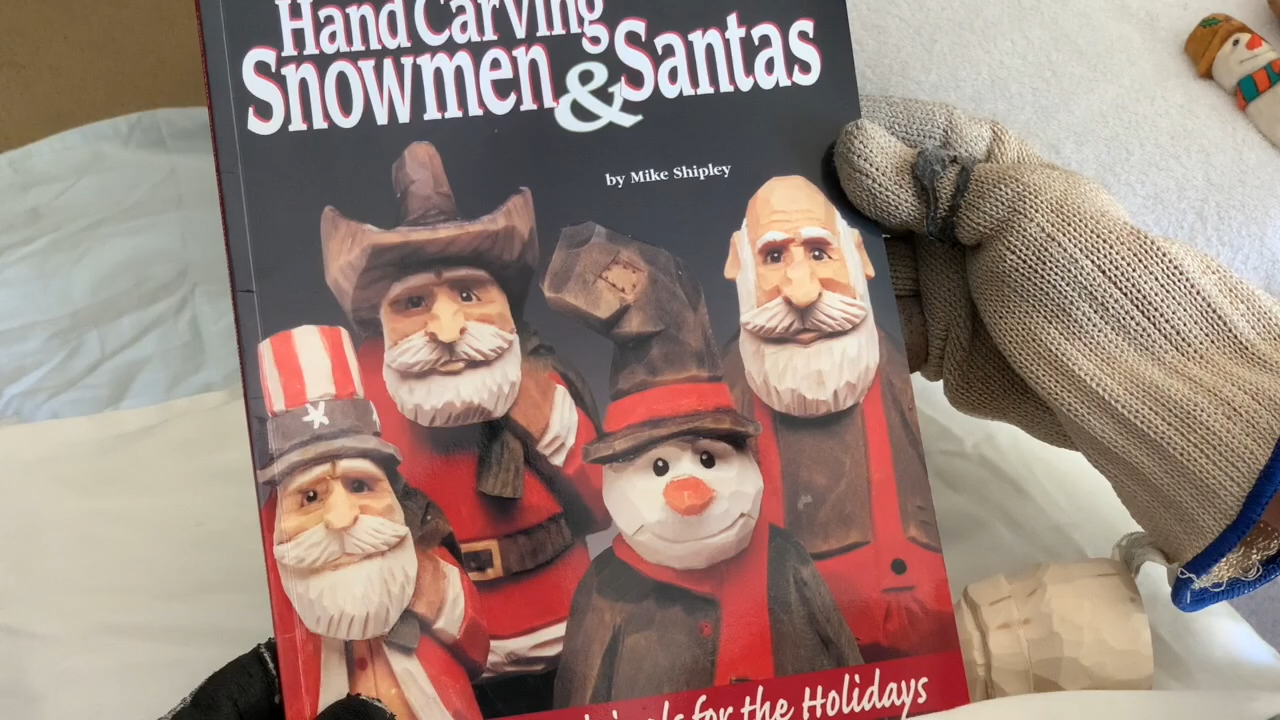 Hand Carving
Snowmen & Santas
by Mike Shipley
for the Holidays